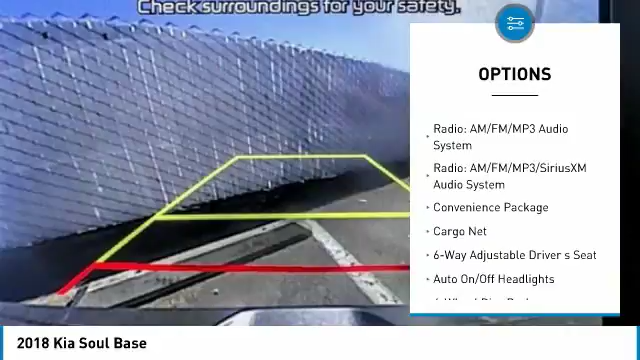 Check surroundings for your safety.
OPTIONS
Radio: AM/FM/MP3 Audio
System
Radio: AM/FM/MP3/SiriusXM
Audio System
Convenience Package
Cargo Net
6-Way Adjustable Driver s Seat
Auto On/Off Headlights
2018 Kia Soul Base